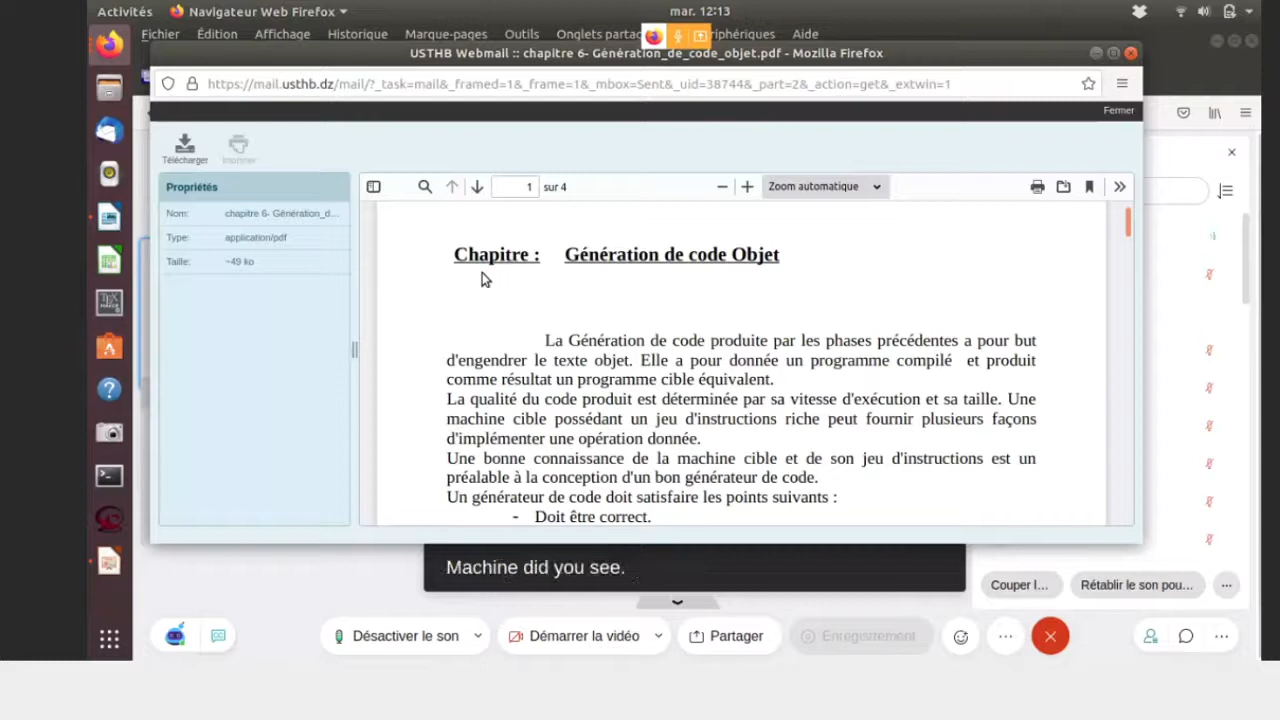 Activités Navigateur Web Firefox mar. 12:13
Fichier Édition Affichage Historique Marque-pages Outils Onglets partag riphériques Aide
USTHB Webmail :: chapitre 6- Génération_de_code_objet.pdf - Mozilla Firefox
https://mail.usthb.dz/mail/?_task=mail&_framed=1&_frame=1&_mbox=Sent&_uid=38744&_part=2&_action=get&_extwin=1
Fermer
Télécharger Imprimer
Propriétés
Nom: chapitre 6- Génération_d...
Type: application/pdf
Taille: ~49 ko
1 sur 4 Zoom automatique
Chapitre : Génération de code Objet
La Génération de code produite par les phases précédentes a pour but
d'engendrer le texte objet. Elle a pour donnée un programme compilé et produit
comme résultat un programme cible équivalent.
La qualité du code produit est déterminée par sa vitesse d'exécution et sa taille. Une
machine cible possédant un jeu d'instructions riche peut fournir plusieurs façons
d'implémenter une opération donnée.
Une bonne connaissance de la machine cible et de son jeu d'instructions est un
préalable à la conception d'un bon générateur de code.
Un générateur de code doit satisfaire les points suivants :
- Doit être correct.
Machine did you see.
Couper l... Rétablir le son pou... ...
Désactiver le son Démarrer la vidéo Partager Enregistrement